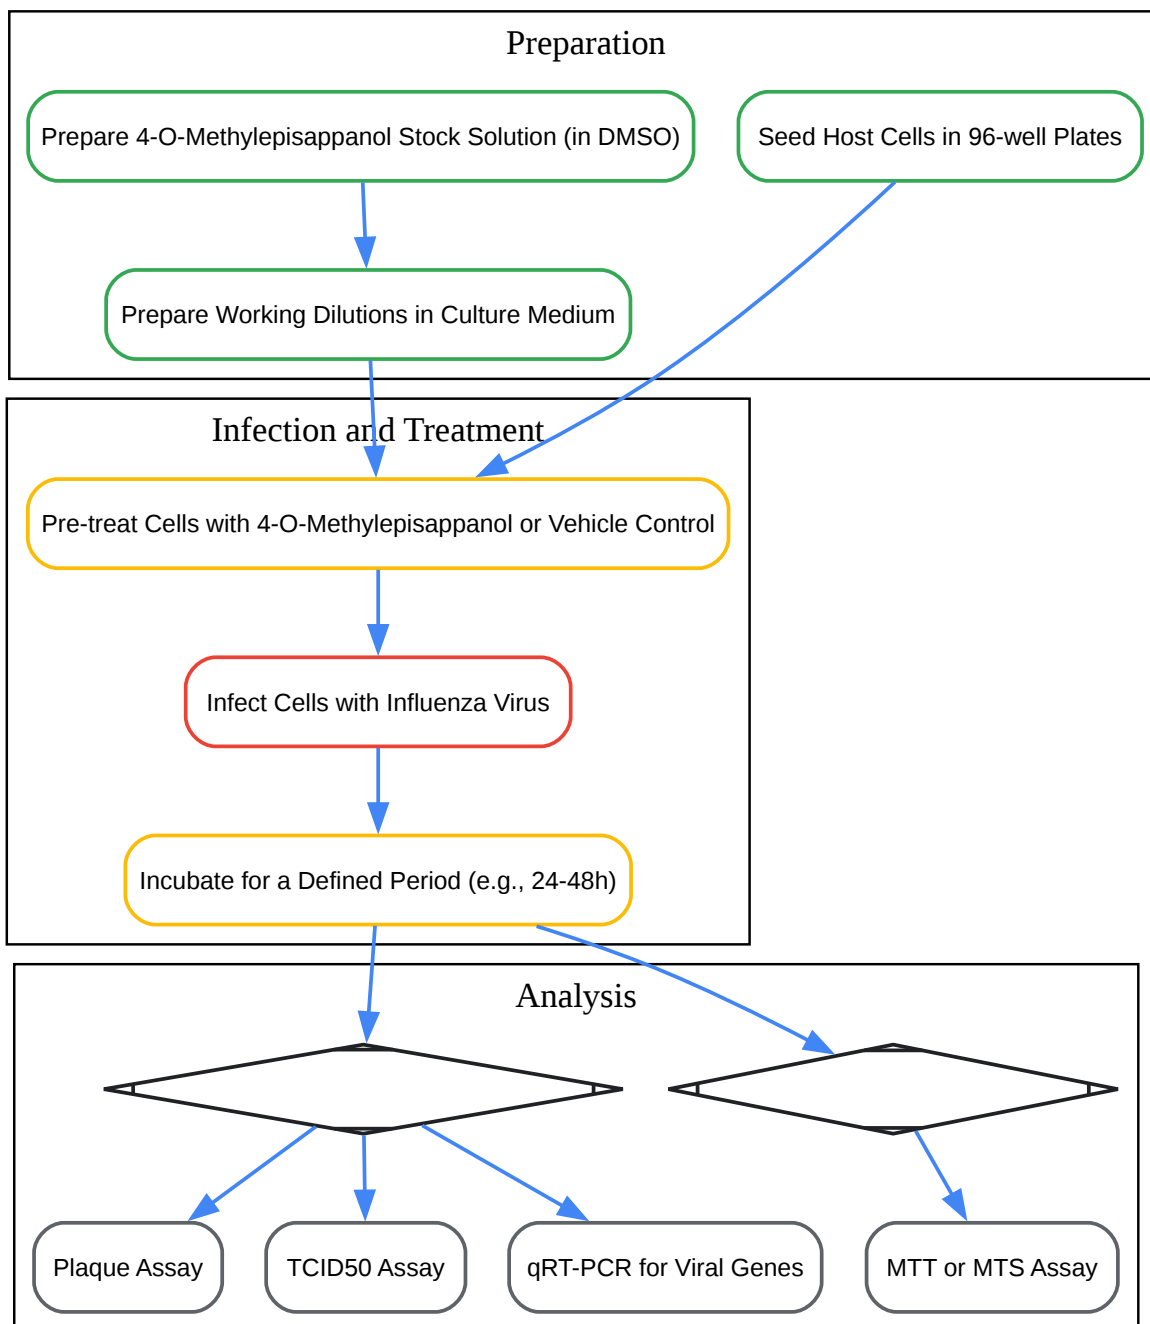 Preparation
Prepare 4-O-Methylepisappanol Stock Solution (in DMSO)
Seed Host Cells in 96-well Plates
Prepare Working Dilutions in Culture Medium
Infection and Treatment
Pre-treat Cells with 4-O-Methylepisappanol or Vehicle Control
Infect Cells with Influenza Virus
Incubate for a Defined Period (e.g., 24-48h)
Analysis
Plaque Assay
TCID50 Assay
qRT-PCR for Viral Genes
MTT or MTS Assay